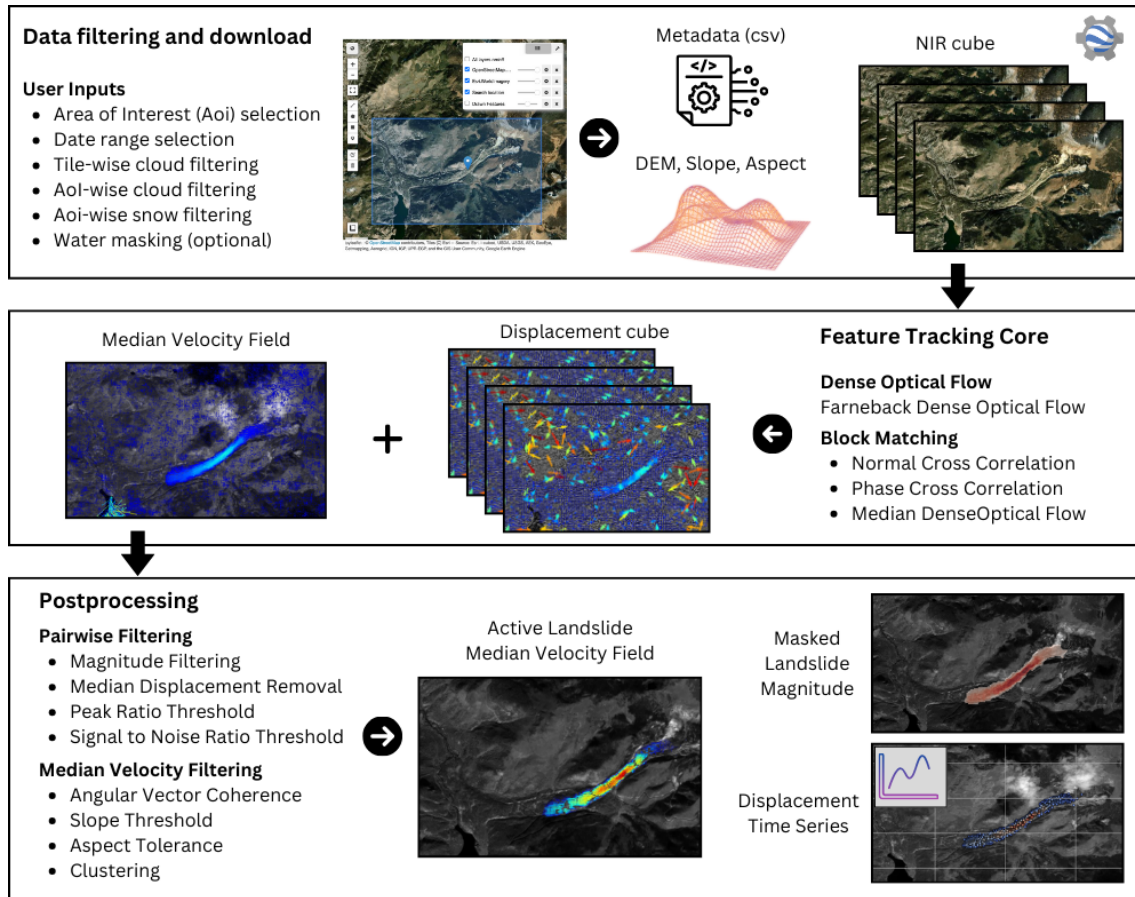 Data filtering and download
User Inputs
• Area of Interest (Aoi) selection
• Date range selection
• Tile-wise cloud filtering
• AoI-wise cloud filtering
• Aoi-wise snow filtering
• Water masking (optional)
Metadata (csv)
</>
DEM, Slope, Aspect
NIR cube
Median Velocity Field
Displacement cube
Feature Tracking Core
Dense Optical Flow
Farneback Dense Optical Flow
Block Matching
• Normal Cross Correlation
• Phase Cross Correlation
• Median DenseOptical Flow
Postprocessing
Pairwise Filtering
• Magnitude Filtering
• Median Displacement Removal
• Peak Ratio Threshold
• Signal to Noise Ratio Threshold
Median Velocity Filtering
• Angular Vector Coherence
• Slope Threshold
• Aspect Tolerance
• Clustering
Active Landslide
Median Velocity Field
Masked
Landslide
Magnitude
Displacement
Time Series